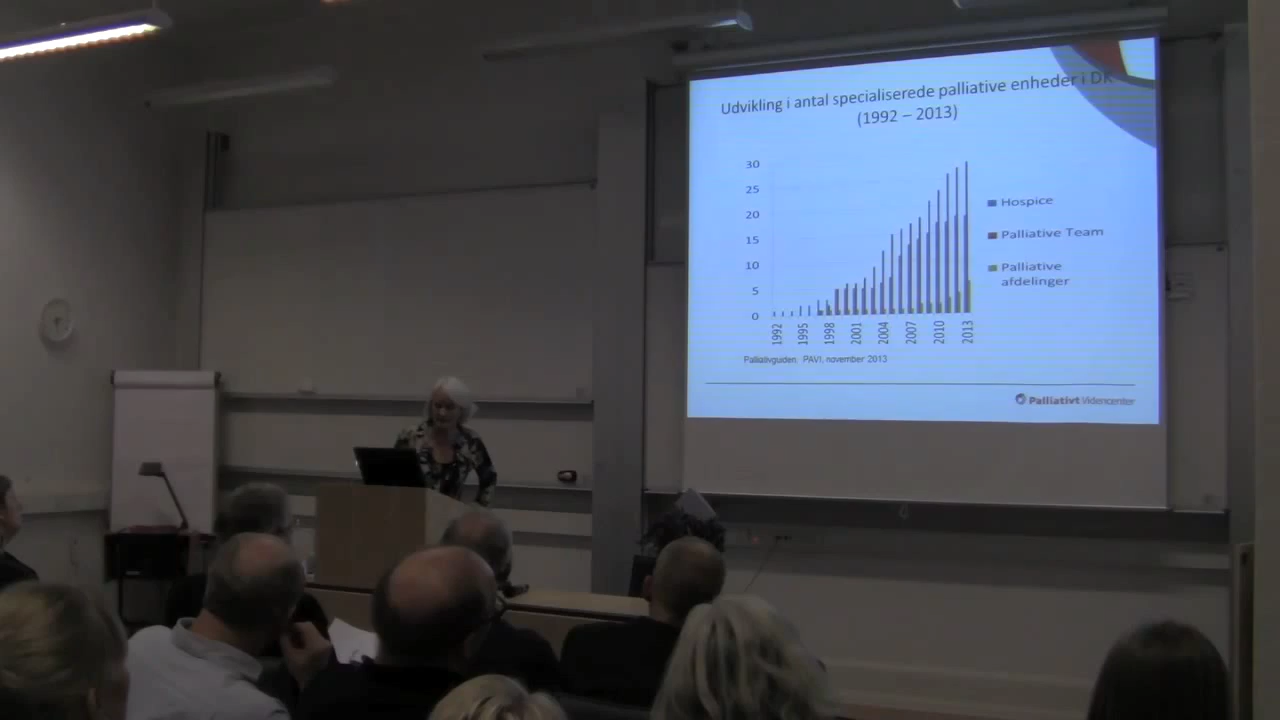 Udvikling i antal specialiserede palliative enheder i DK
(1992 – 2013)
30
25
20
15
10
5
0
1992
1995
1998
2001
2004
2007
2010
2013
Hospice
Palliative Team
Palliative
afdelinger
Palliativguiden, PAVI, november 2013
Palliativt Videncenter